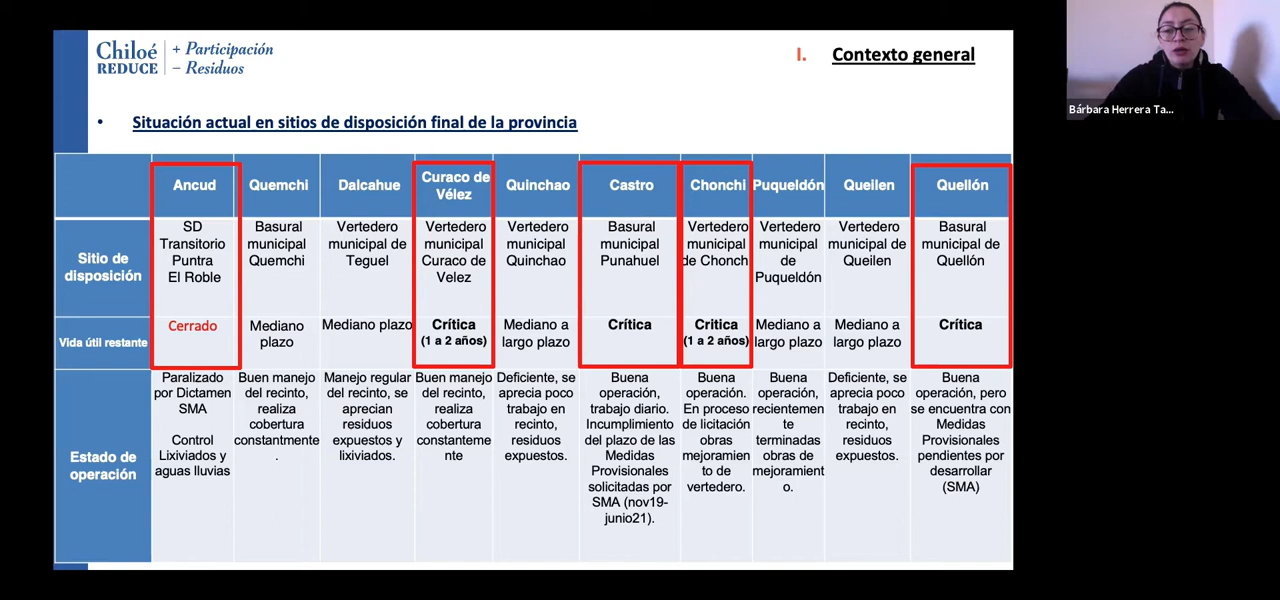 Chiloé
REDUCE
+ Participación
− Residuos
I. Contexto general
• Situación actual en sitios de disposición final de la provincia
Bárbara Herrera Ta...
Ancud
Quemchi
Dalcahue
Curaco de
Vélez
Quinchao
Castro
Chonchi
Puqueldón
Queilen
Quellón
Sitio de
disposición
SD
Transitorio
Puntra
El Roble
Basural
municipal
Quemchi
Vertedero
municipal de
Teguel
Vertedero
municipal
Curaco de
Velez
Vertedero
municipal
Quinchao
Basural
municipal
Punahuel
Vertedero
municipal
de Chonch
Vertedero
municipal
de
Puqueldón
Vertedero
municipal de
Queilen
Basural
municipal de
Quellón
Vida útil restante
Cerrado
Mediano
plazo
Mediano plazo
Crítica
(1 a 2 años)
Mediano a
largo plazo
Crítica
Critica
(1 a 2 años)
Mediano a
largo plazo
Mediano a
largo plazo
Crítica
Estado de
operación
Paralizado
por Dictamen
SMA
Control
Lixiviados y
aguas lluvias
Buen manejo
del recinto,
realiza
cobertura
constantmente
.
Manejo regular
del recinto, se
aprecian
residuos
expuestos y
lixiviados.
Buen manejo
del recinto,
realiza
cobertura
constanteme
nte
Deficiente, se
aprecia poco
trabajo en
recinto,
residuos
expuestos.
Buena
operación,
trabajo diario.
Incumplimiento
del plazo de las
Medidas
Provisionales
solicitadas por
SMA (nov19-
junio21).
Buena
operación.
En proceso
de licitación
obras
mejoramien
to de
vertedero.
Buena
operación,
recientemen
te
terminadas
obras de
mejoramient
o.
Deficiente, se
aprecia poco
trabajo en
recinto,
residuos
expuestos.
Buena
operación, pero
se encuentra con
Medidas
Provisionales
pendientes por
desarrollar
(SMA)